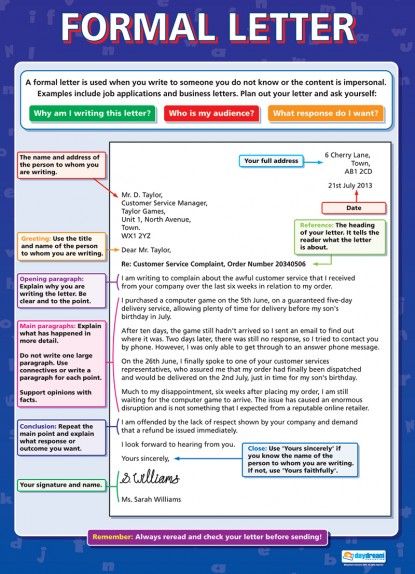 FORMAL LETTER
A formal letter is used when you write to someone you do not know or the content is impersonal.
Examples include job applications and business letters. Plan out your letter and ask yourself:
Why am I writing this letter?
Who is my audience?
What response do I want?
The name and address of
the person to whom you
are writing.
Your full address
6 Cherry Lane,
Town,
AB1 2CD
21st July 2013
Date
Mr. D. Taylor,
Customer Service Manager,
Taylor Games,
Unit 1, North Avenue,
Town.
WX1 2YZ
Reference: The heading
of your letter. It tells the
reader what the letter
is about.
Greeting: Use the title
and name of the person
to whom you are writing.
Dear Mr. Taylor,
Re: Customer Service Complaint, Order Number 20340506
Opening paragraph:
Explain why you are
writing the letter. Be
clear and to the point.
I am writing to complain about the awful customer service that I received
from your company over the last six weeks in relation to my order.
Main paragraphs: Explain
what has happened in
more detail.
Do not write one large
paragraph. Use
connectives or write a
paragraph for each point.
Support opinions with
facts.
I purchased a computer game on the 5th June, on a guaranteed five-day
delivery service, allowing plenty of time for delivery before my son's
birthday in July.
After ten days, the game still hadn't arrived so I sent an email to find out
where it was. Two days later, there was still no response, so I tried to contact you
by phone. However, I was only able to get through to an answer phone message.
On the 26th June, I finally spoke to one of your customer services
representatives, who assured me that my order had finally been dispatched
and would be delivered on the 2nd July, just in time for my son's birthday.
Much to my disappointment, six weeks after placing my order, I am still
waiting for the computer game to arrive. The issue has caused an enormous
disruption and is not something that I expected from a reputable online retailer.
Conclusion: Repeat the
main point and explain
what response or
outcome you want.
I am offended by the lack of respect shown by your company and demand
that a refund be issued immediately.
I look forward to hearing from you.
Yours sincerely,
Close: Use 'Yours sincerely' if
you know the name of the
person to whom you are writing.
If not, use 'Yours faithfully'.
Your signature and name.
S Williams
Ms. Sarah Williams
Remember: Always reread and check your letter before sending!
daydream